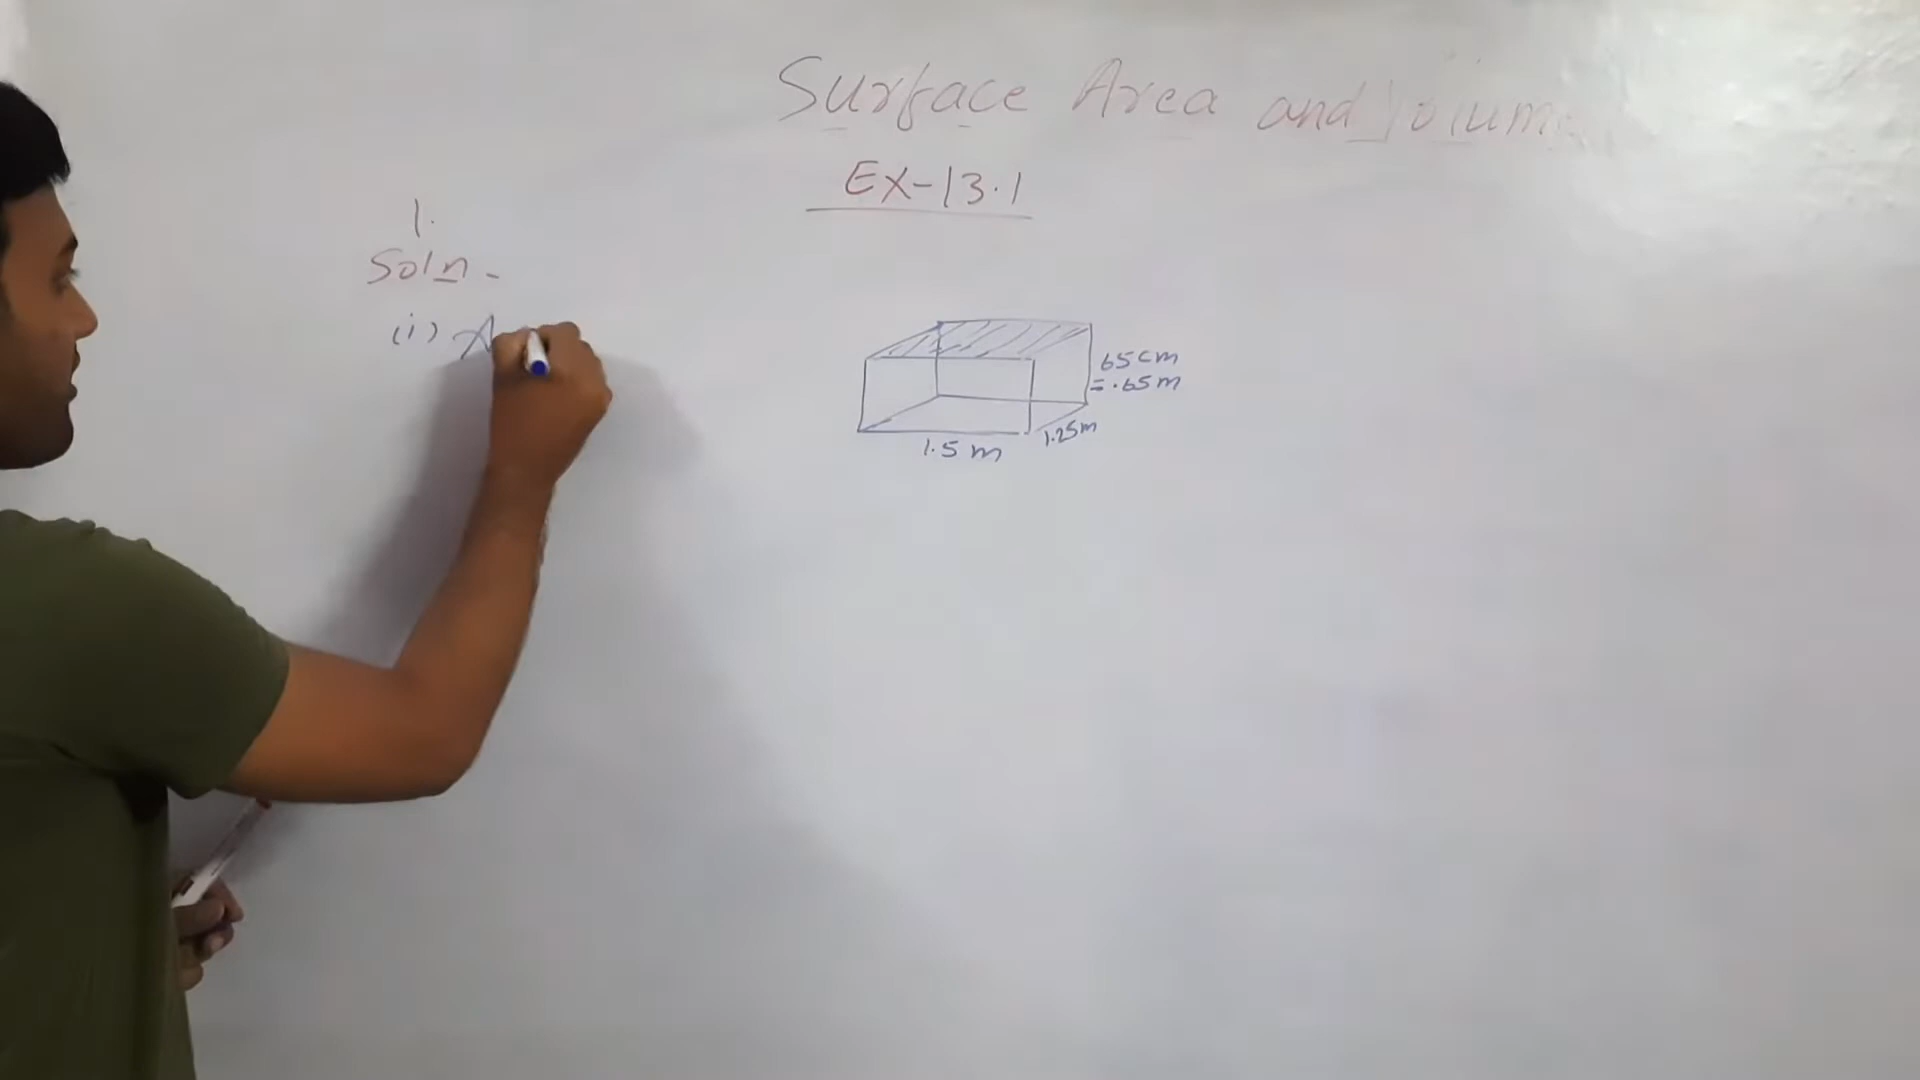 Surface Area and Volum
Ex-13.1
1.
Soln -
(i) A
65cm
= .65m
1.25m
1.5 m